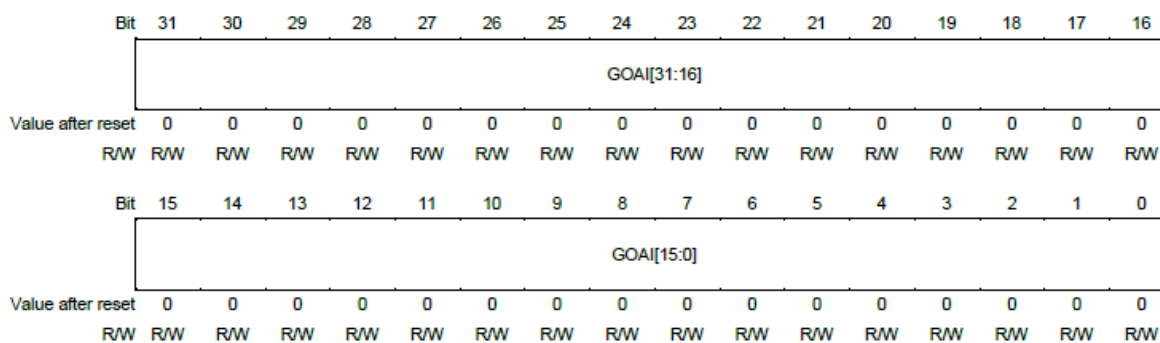 Bit 31 30 29 28 27 26 25 24 23 22 21 20 19 18 17 16
GOAI[31:16]
Value after reset 0 0 0 0 0 0 0 0 0 0 0 0 0 0 0 0
R/W R/W R/W R/W R/W R/W R/W R/W R/W R/W R/W R/W R/W R/W R/W R/W R/W
Bit 15 14 13 12 11 10 9 8 7 6 5 4 3 2 1 0
GOAI[15:0]
Value after reset 0 0 0 0 0 0 0 0 0 0 0 0 0 0 0 0
R/W R/W R/W R/W R/W R/W R/W R/W R/W R/W R/W R/W R/W R/W R/W R/W R/W